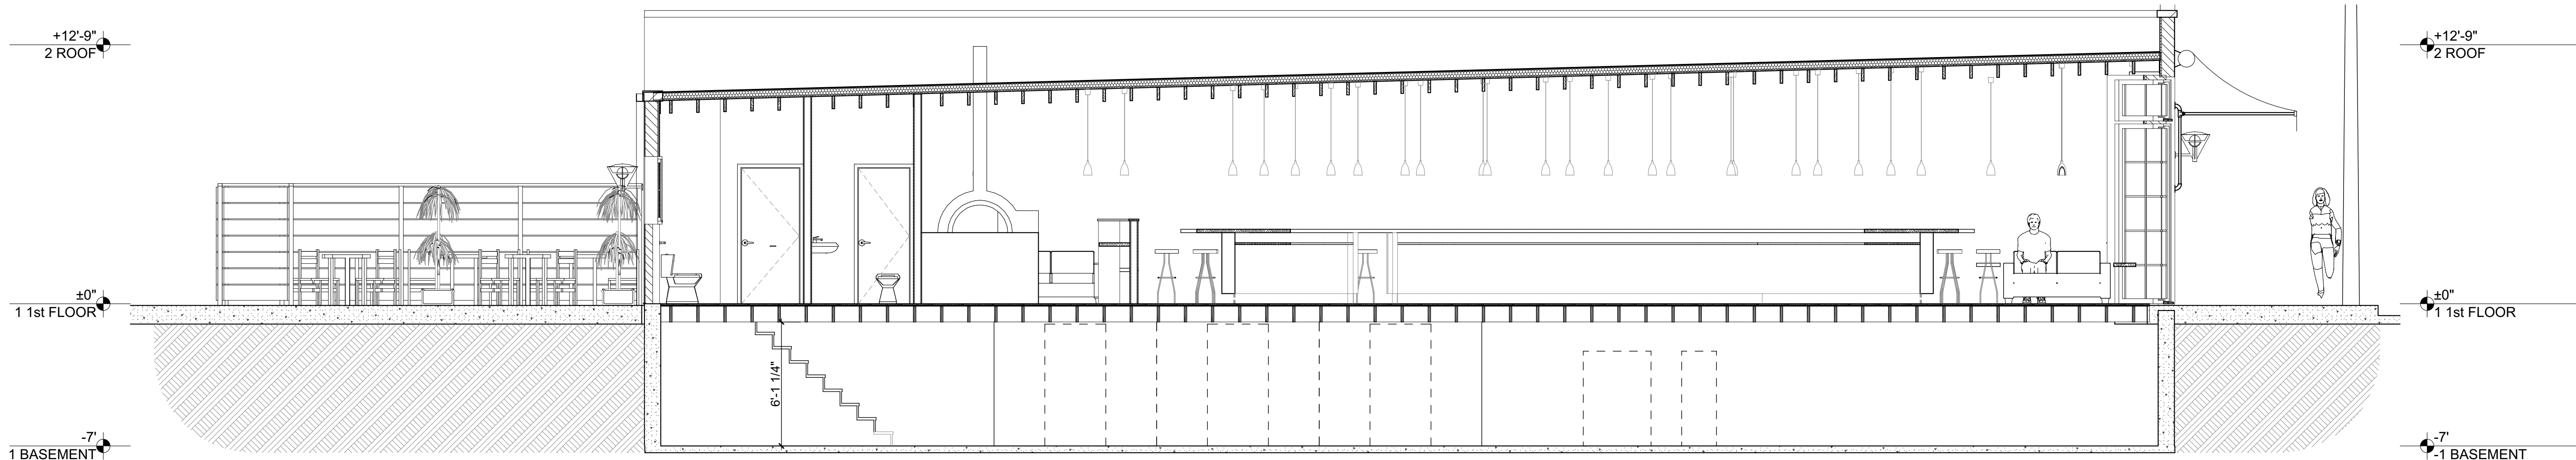 +12'-9"
2 ROOF
+12'-9"
2 ROOF
±0"
1 1st FLOOR
±0"
1 1st FLOOR
6'-1 1/4"
-7'
1 BASEMENT
-7'
-1 BASEMENT